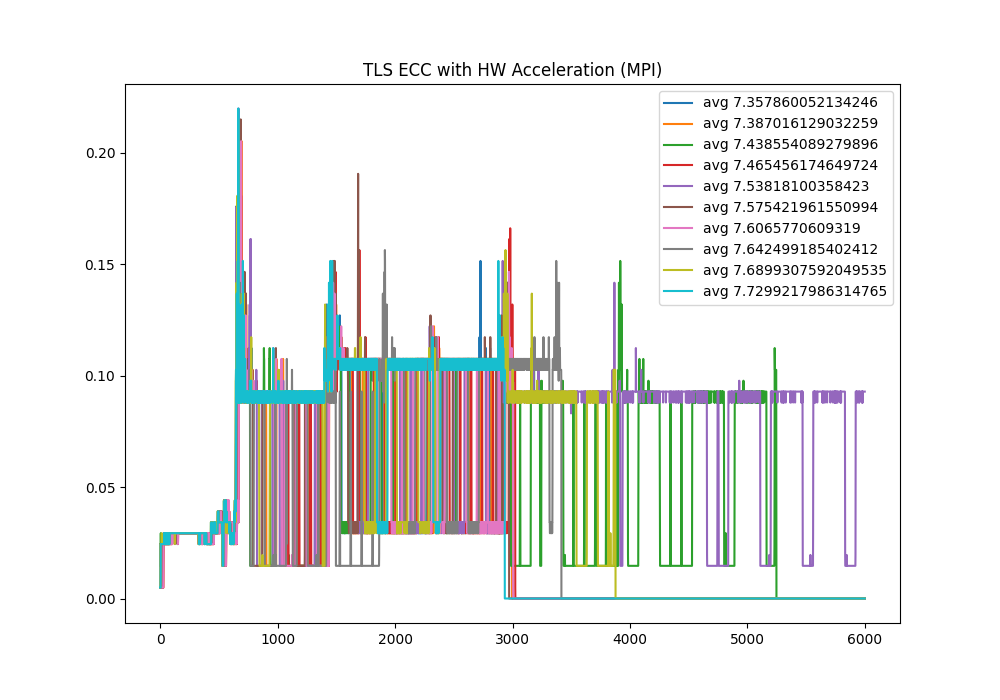 TLS ECC with HW Acceleration (MPI)
avg 7.357860052134246
avg 7.387016129032259
avg 7.438554089279896
avg 7.465456174649724
avg 7.53818100358423
avg 7.575421961550994
avg 7.6065770609319
avg 7.642499185402412
avg 7.6899307592049535
avg 7.7299217986314765
0.20
0.15
0.10
0.05
0.00
0 1000 2000 3000 4000 5000 6000